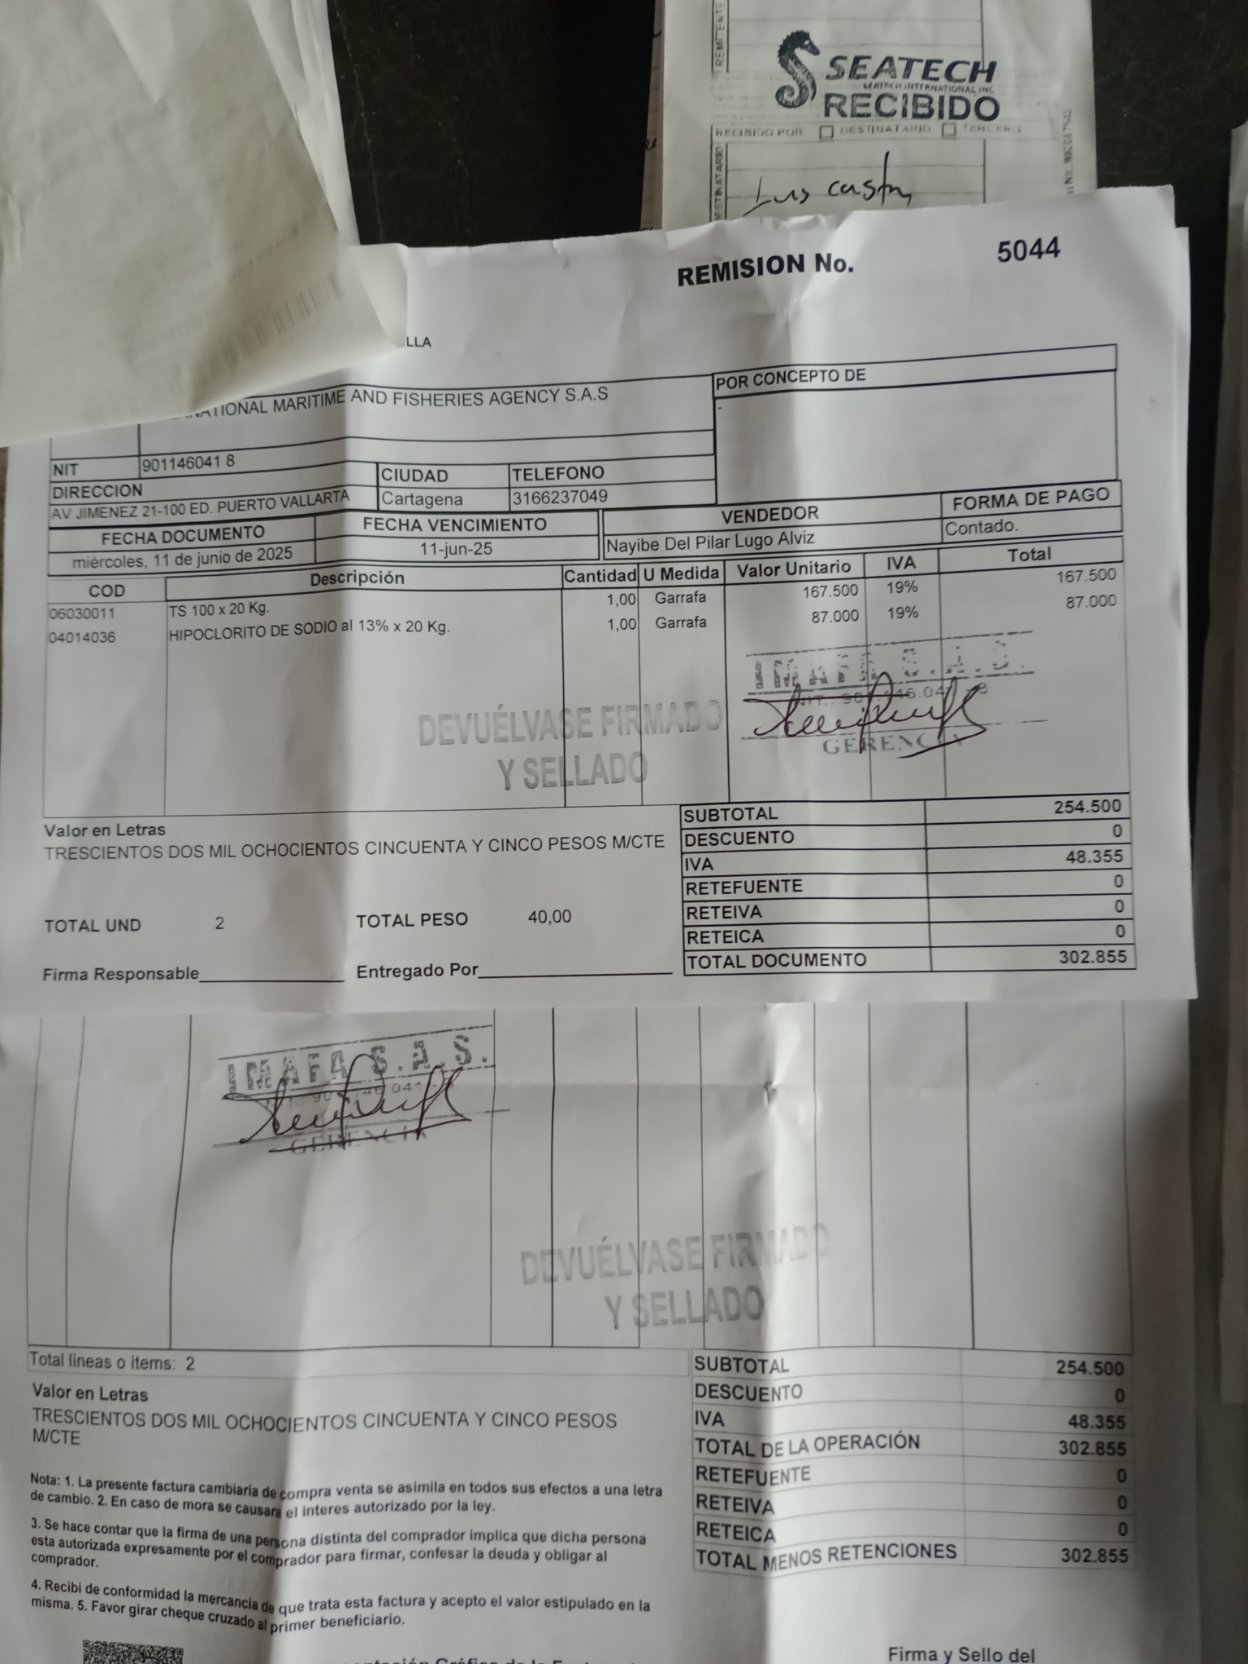 REMITENTE
SEATECH
SEATECH INTERNATIONAL, INC.
RECIBIDO
RECIBIDO POR DESTINATARIO TERCERO
Luis
REMISION No. 5044
LLA
NATIONAL MARITIME AND FISHERIES AGENCY S.A.S
POR CONCEPTO DE
-
NIT 901146041 8
CIUDAD TELEFONO
DIRECCION
Cartagena 3166237049
AV JIMENEZ 21-100 ED. PUERTO VALLARTA
FECHA DOCUMENTO FECHA VENCIMIENTO VENDEDOR FORMA DE PAGO
miércoles, 11 de junio de 2025 11-jun-25 Nayibe Del Pilar Lugo Alviz Contado.
COD Descripción Cantidad U Medida Valor Unitario IVA Total
06030011 TS 100 x 20 Kg. 1,00 Garrafa 167.500 19% 167.500
04014036 HIPOCLORITO DE SODIO al 13% x 20 Kg. 1,00 Garrafa 87.000 19% 87.000
IMAFA S.A.S.
GERENCIA
DEVUÉLVASE FIRMADO
Y SELLADO
Valor en Letras
TRESCIENTOS DOS MIL OCHOCIENTOS CINCUENTA Y CINCO PESOS M/CTE
SUBTOTAL 254.500
DESCUENTO 0
IVA 48.355
RETEFUENTE 0
RETEIVA 0
RETEICA 0
TOTAL DOCUMENTO 302.855
TOTAL UND 2 TOTAL PESO 40,00
Firma Responsable Entregado Por
IMAFA S.A.S.
GERENCIA
DEVUÉLVASE FIRMADO
Y SELLADO
Total lineas o items: 2
Valor en Letras
TRESCIENTOS DOS MIL OCHOCIENTOS CINCUENTA Y CINCO PESOS
M/CTE
SUBTOTAL 254.500
DESCUENTO 0
IVA 48.355
TOTAL DE LA OPERACIÓN 302.855
RETEFUENTE 0
RETEIVA 0
RETEICA 0
TOTAL MENOS RETENCIONES 302.855
Nota: 1. La presente factura cambiaria de compra venta se asimila en todos sus efectos a una letra
de cambio. 2. En caso de mora se causara el interes autorizado por la ley.
3. Se hace contar que la firma de una persona distinta del comprador implica que dicha persona
esta autorizada expresamente por el comprador para firmar, confesar la deuda y obligar al
comprador.
4. Recibi de conformidad la mercancia de que trata esta factura y acepto el valor estipulado en la
misma. 5. Favor girar cheque cruzado al primer beneficiario.
Firma y Sello del